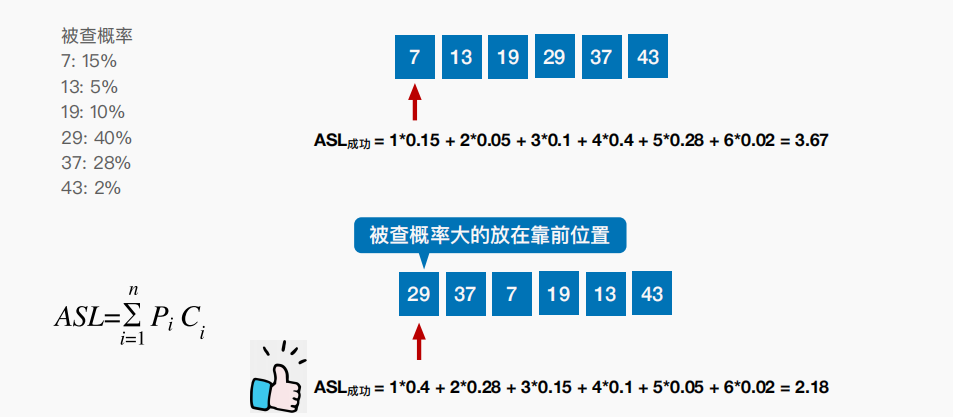 被查概率
7: 15%
13: 5%
19: 10%
29: 40%
37: 28%
43: 2%
7 13 19 29 37 43
ASL成功 = 1*0.15 + 2*0.05 + 3*0.1 + 4*0.4 + 5*0.28 + 6*0.02 = 3.67
被查概率大的放在靠前位置
29 37 7 19 13 43
ASL=∑_{i=1}^{n} P_i C_i
ASL成功 = 1*0.4 + 2*0.28 + 3*0.15 + 4*0.1 + 5*0.05 + 6*0.02 = 2.18